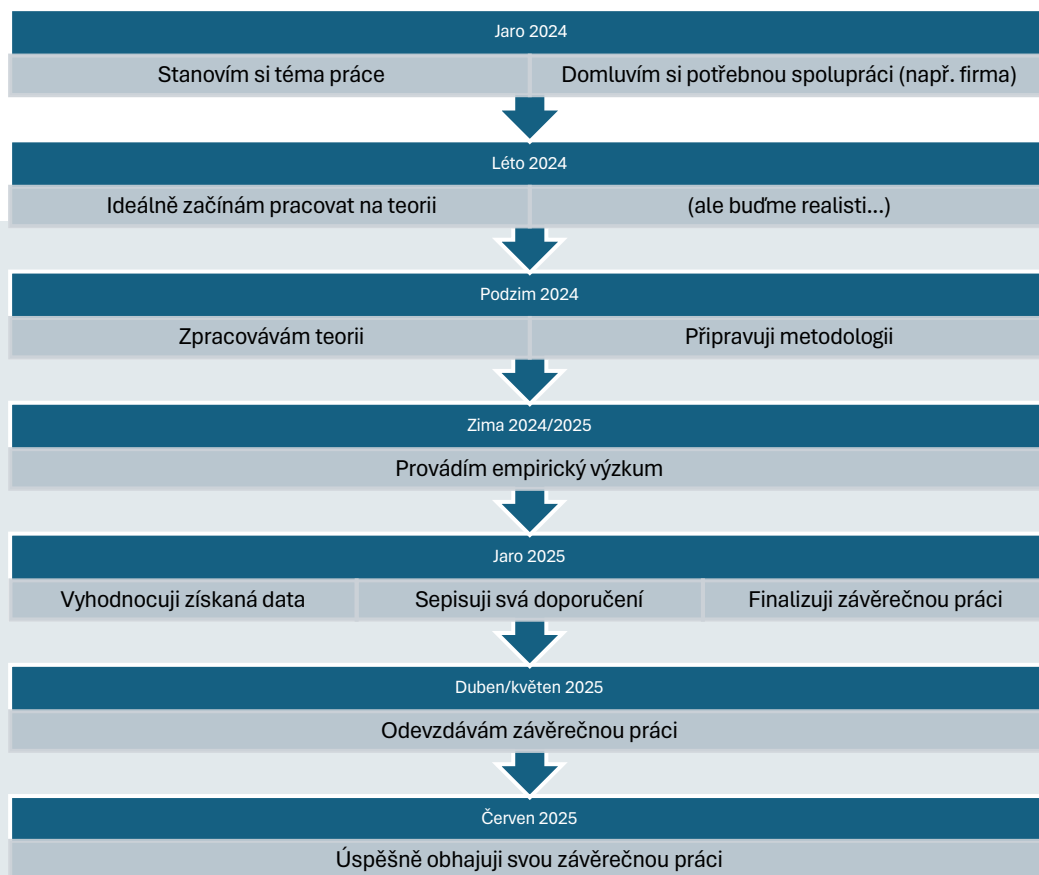 Jaro 2024
Stanovím si téma práce
Domluvím si potřebnou spolupráci (např. firma)
Léto 2024
Ideálně začínám pracovat na teorii
(ale buďme realisti...)
Podzim 2024
Zpracovávám teorii
Připravuji metodologii
Zima 2024/2025
Provádím empirický výzkum
Jaro 2025
Vyhodnocuji získaná data
Sepisuji svá doporučení
Finalizuji závěrečnou práci
Duben/květen 2025
Odevzdávám závěrečnou práci
Červen 2025
Úspěšně obhajuji svou závěrečnou práci